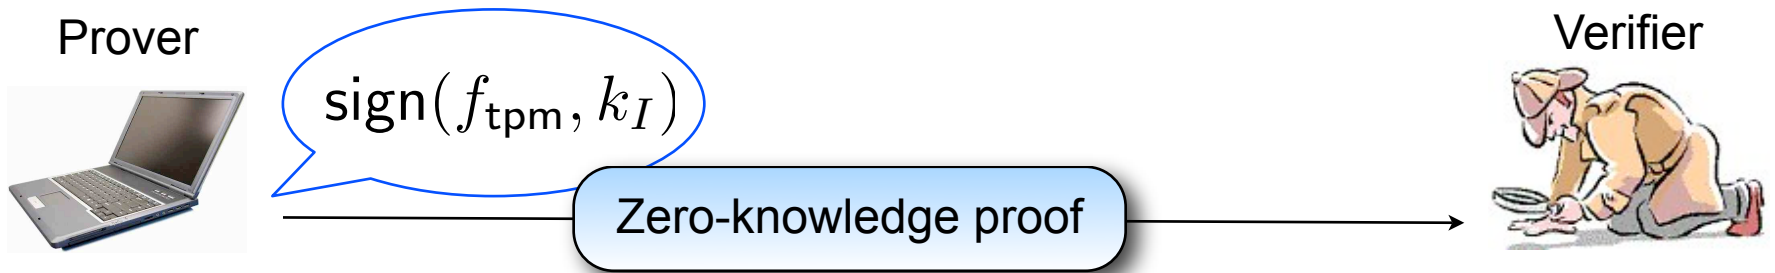 Prover
Verifier
sign(f_tpm, k_I)
Zero-knowledge proof